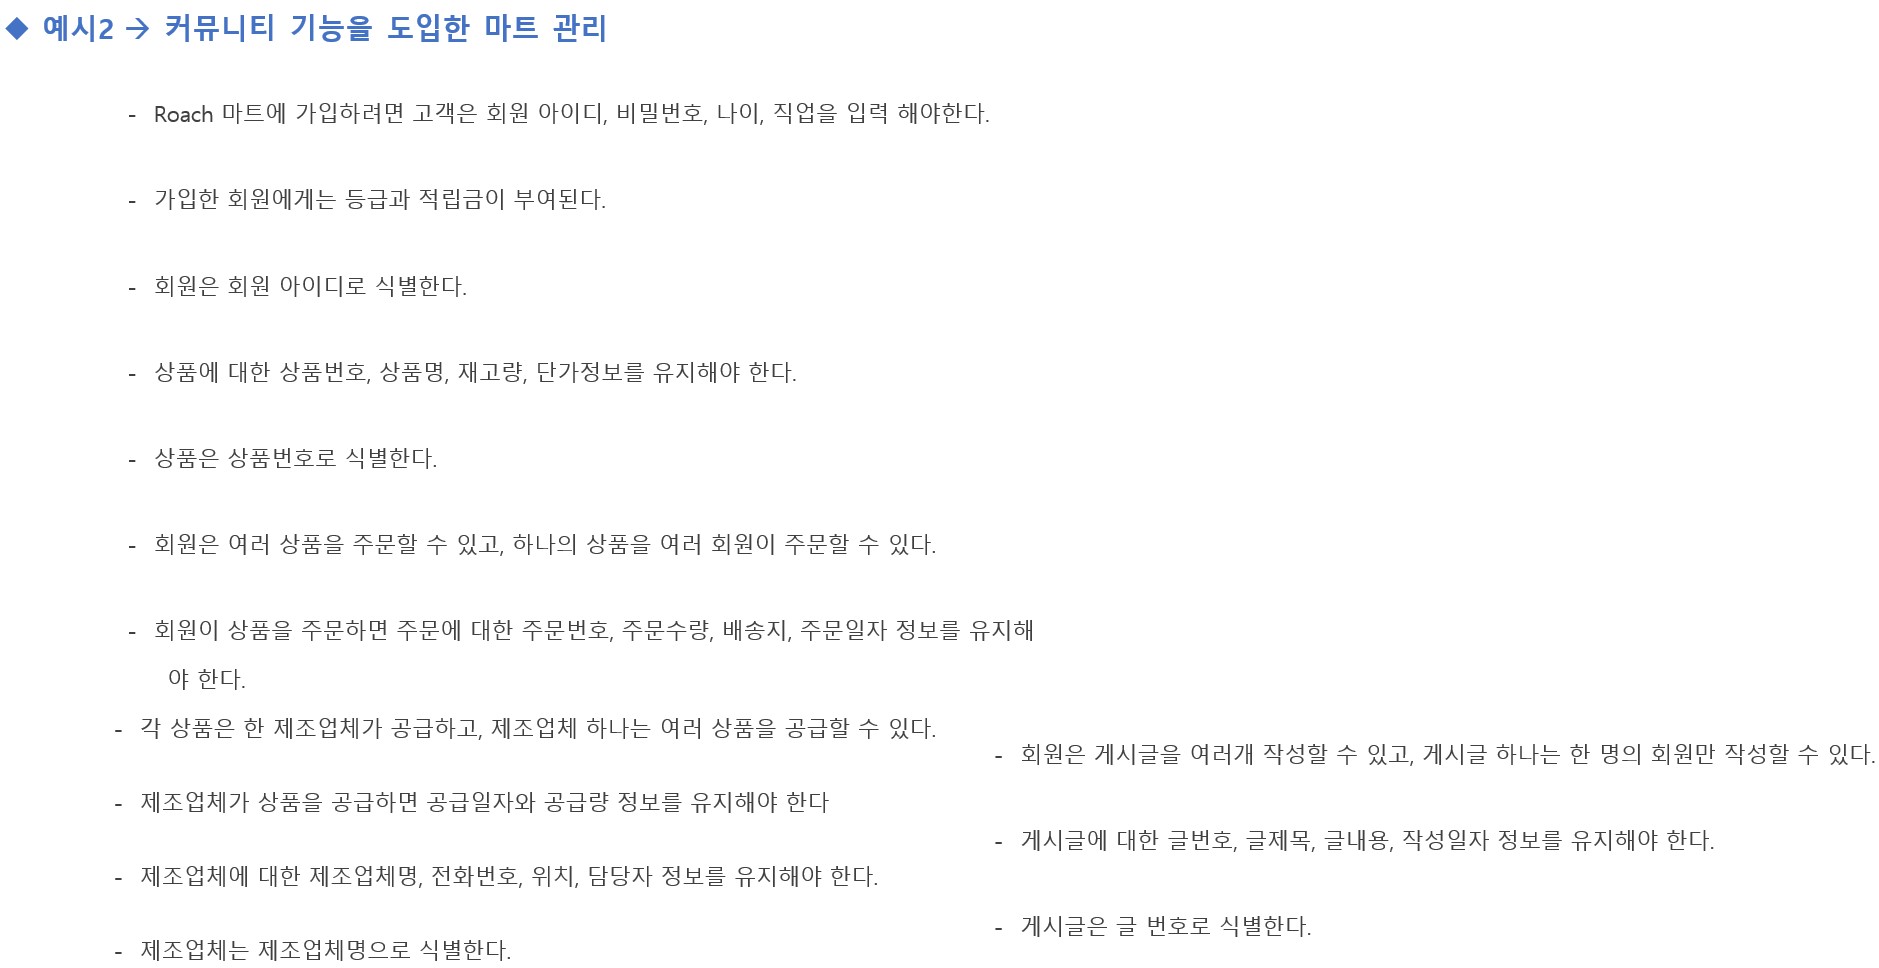 ◆ 예시2 → 커뮤니티 기능을 도입한 마트 관리
- Roach 마트에 가입하려면 고객은 회원 아이디, 비밀번호, 나이, 직업을 입력 해야한다.
- 가입한 회원에게는 등급과 적립금이 부여된다.
- 회원은 회원 아이디로 식별한다.
- 상품에 대한 상품번호, 상품명, 재고량, 단가정보를 유지해야 한다.
- 상품은 상품번호로 식별한다.
- 회원은 여러 상품을 주문할 수 있고, 하나의 상품을 여러 회원이 주문할 수 있다.
- 회원이 상품을 주문하면 주문에 대한 주문번호, 주문수량, 배송지, 주문일자 정보를 유지해
야 한다.
- 각 상품은 한 제조업체가 공급하고, 제조업체 하나는 여러 상품을 공급할 수 있다.
- 제조업체가 상품을 공급하면 공급일자와 공급량 정보를 유지해야 한다
- 제조업체에 대한 제조업체명, 전화번호, 위치, 담당자 정보를 유지해야 한다.
- 제조업체는 제조업체명으로 식별한다.
- 회원은 게시글을 여러개 작성할 수 있고, 게시글 하나는 한 명의 회원만 작성할 수 있다.
- 게시글에 대한 글번호, 글제목, 글내용, 작성일자 정보를 유지해야 한다.
- 게시글은 글 번호로 식별한다.